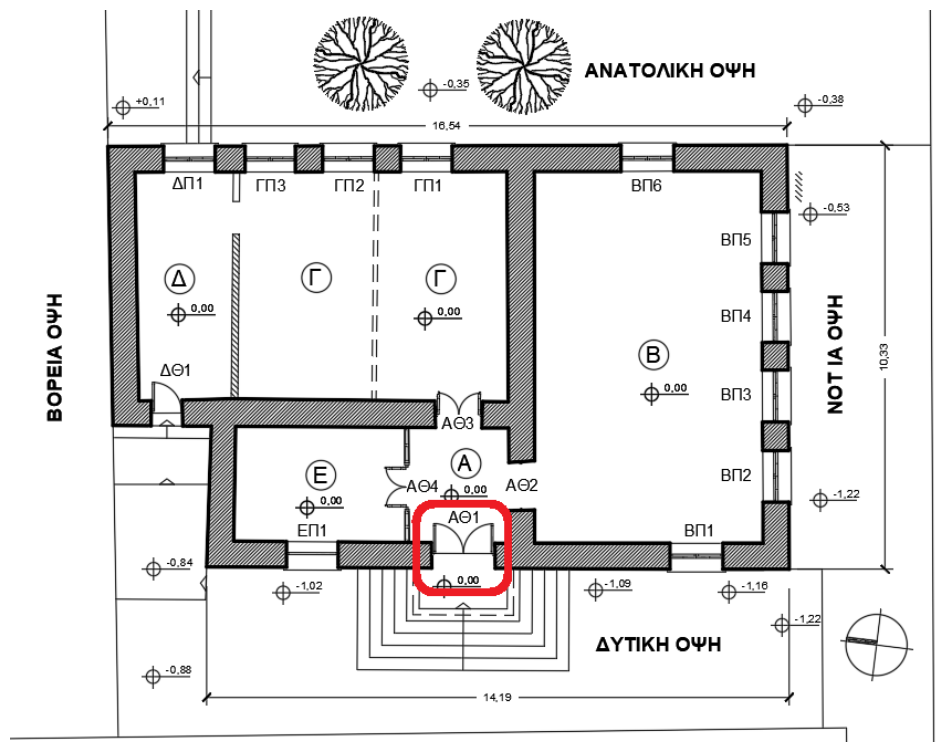 ΑΝΑΤΟΛΙΚΗ ΟΨΗ
-0,35
+0,11
-0,38
16,54
ΔΠ1
ΓΠ3
ΓΠ2
ΓΠ1
ΒΠ6
-0,53
ΒΠ5
Δ
Γ
Γ
0,00
0,00
ΒΠ4
ΒΟΡΕΙΑ ΟΨΗ
Β
ΝΟΤ ΙΑ ΟΨΗ
10,33
ΔΘ1
0,00
ΒΠ3
ΑΘ3
Ε
Α
ΒΠ2
ΑΘ4
0,00
ΑΘ2
0,00
-1,22
ΕΠ1
ΑΘ1
ΒΠ1
-0,84
-1,02
0,00
-1,09
-1,16
-1,22
ΔΥΤΙΚΗ ΟΨΗ
-0,88
14,19